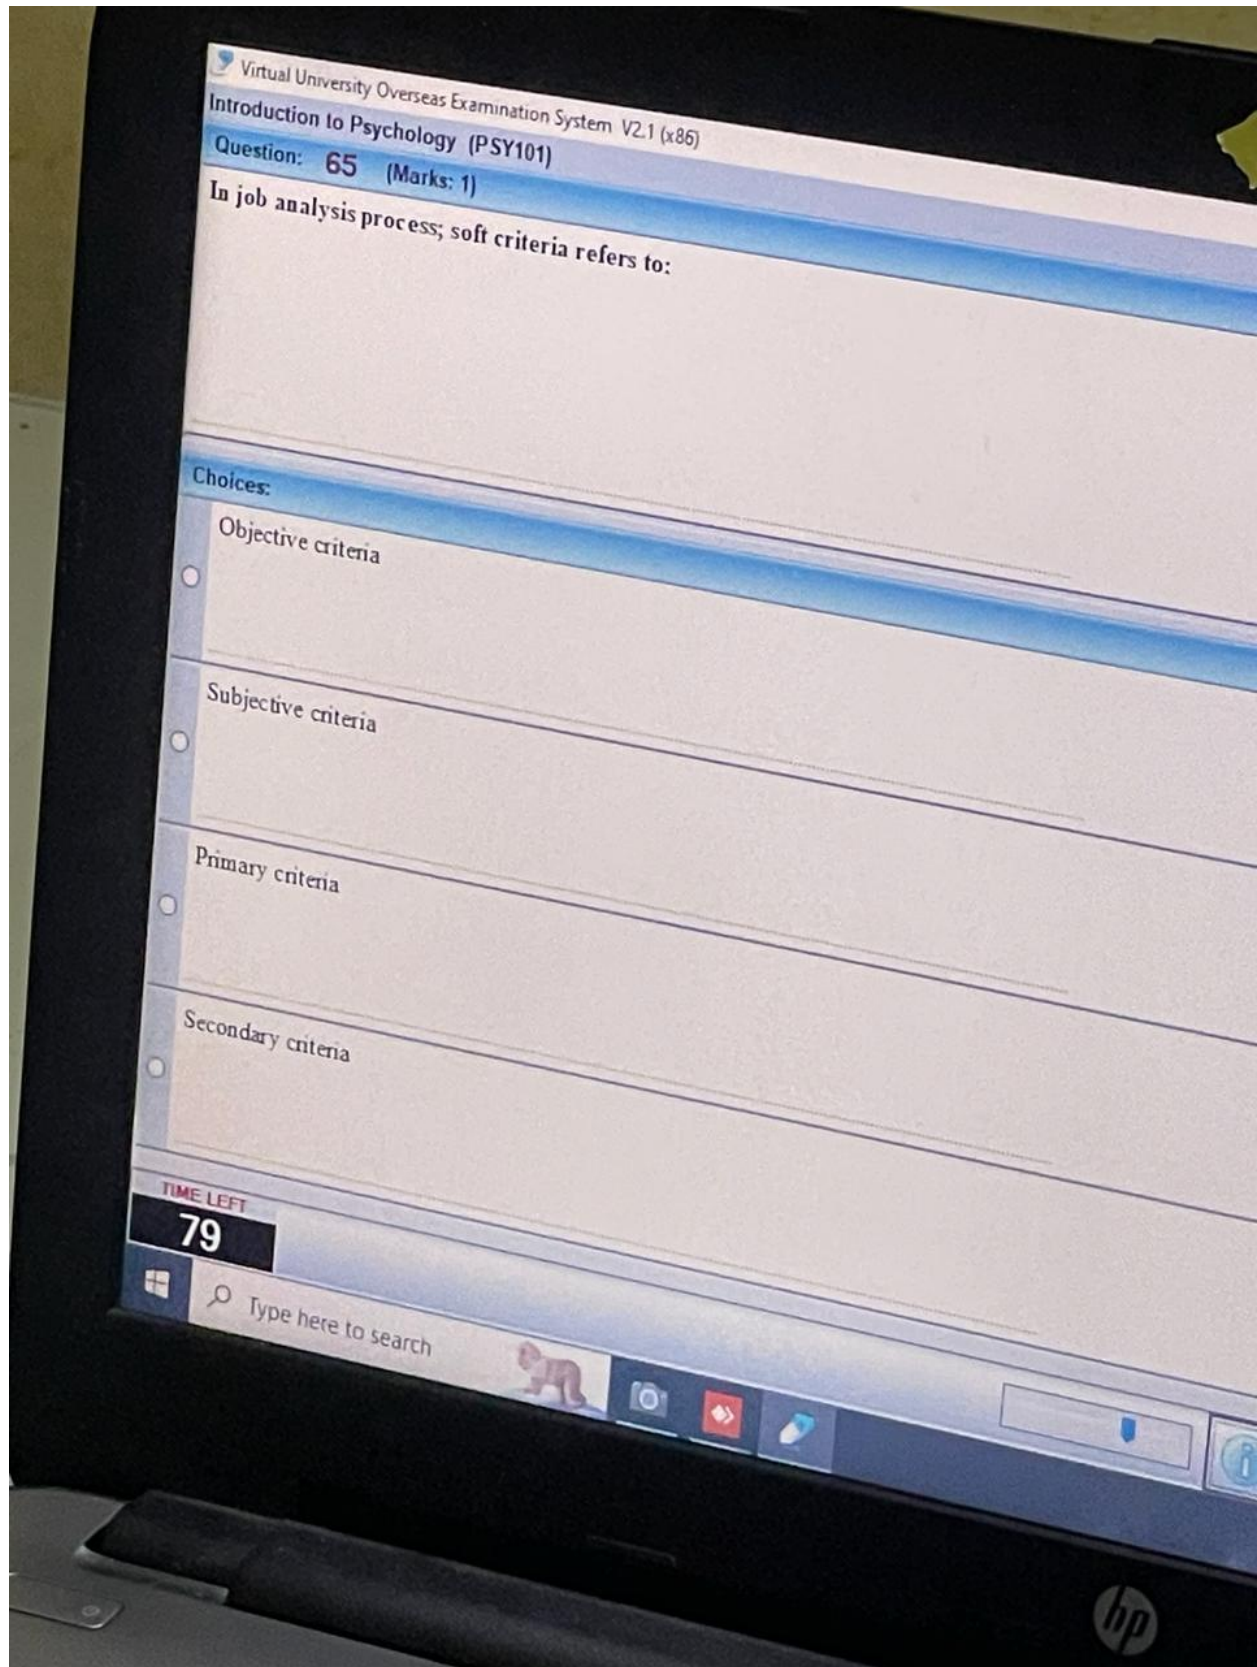 Virtual University Overseas Examination System V2.1 (x86)
Introduction to Psychology (PSY101)
Question: 65 (Marks: 1)
In job analysis process; soft criteria refers to:
Choices:
Objective criteria
Subjective criteria
Primary criteria
Secondary criteria
TIME LEFT
79
Type here to search
hp